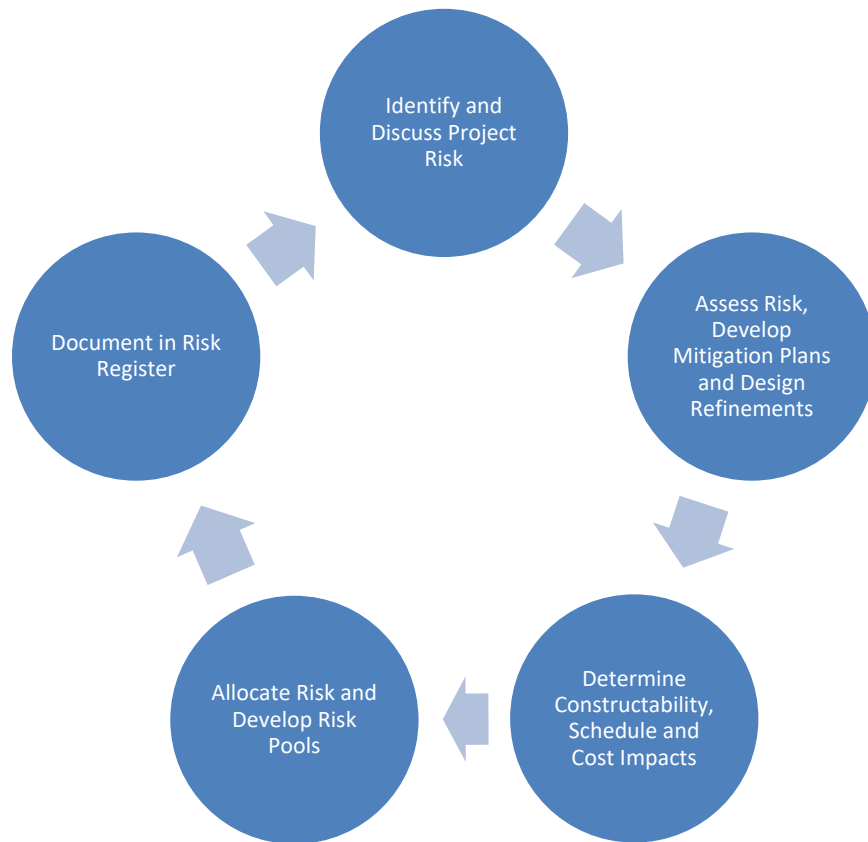 Identify and
Discuss Project
Risk
Assess Risk,
Develop
Mitigation Plans
and Design
Refinements
Determine
Constructability,
Schedule and
Cost Impacts
Allocate Risk and
Develop Risk
Pools
Document in Risk
Register